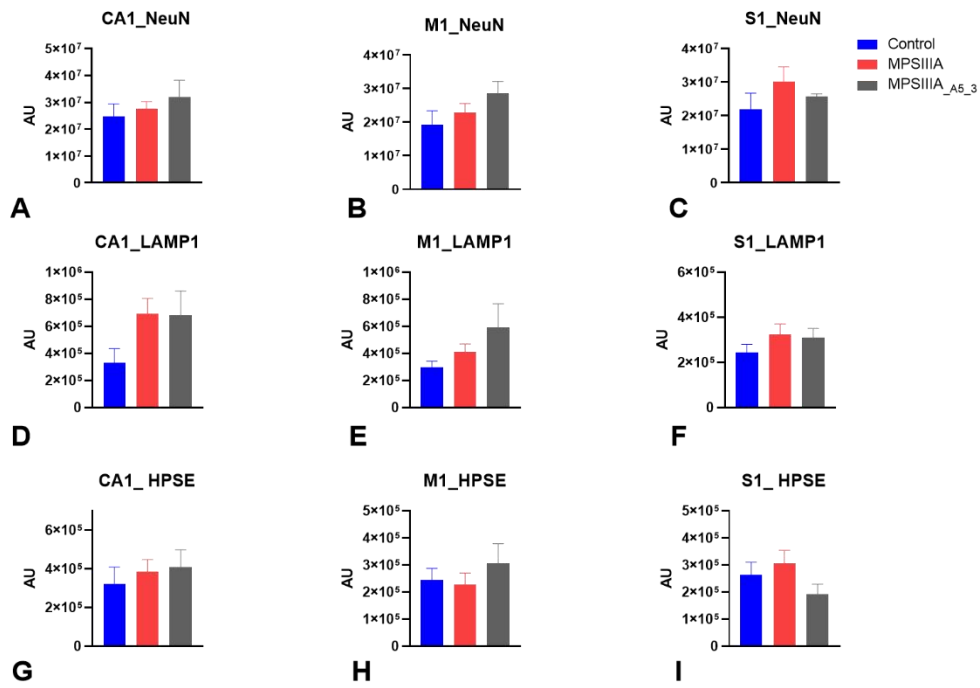 CA1_NeuN
5×10⁷
4×10⁷
3×10⁷
2×10⁷
1×10⁷
0
AU
A
M1_NeuN
4×10⁷
3×10⁷
2×10⁷
1×10⁷
0
AU
B
S1_NeuN
4×10⁷
3×10⁷
2×10⁷
1×10⁷
0
AU
C
Control
MPSIIIA
MPSIIIA_A5_3
CA1_LAMP1
1×10⁶
8×10⁵
6×10⁵
4×10⁵
2×10⁵
0
AU
D
M1_LAMP1
1×10⁶
8×10⁵
6×10⁵
4×10⁵
2×10⁵
0
AU
E
S1_LAMP1
6×10⁵
4×10⁵
2×10⁵
0
AU
F
CA1_ HPSE
6×10⁵
4×10⁵
2×10⁵
0
AU
G
M1_HPSE
5×10⁵
4×10⁵
3×10⁵
2×10⁵
1×10⁵
0
AU
H
S1_ HPSE
5×10⁵
4×10⁵
3×10⁵
2×10⁵
1×10⁵
0
AU
I